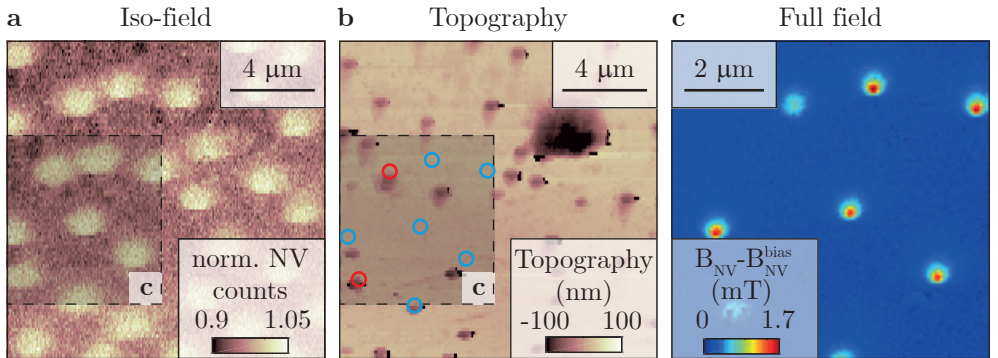 a Iso-field
4 μm
c
norm. NV
counts
0.9 1.05
b Topography
4 μm
c
Topography
(nm)
-100 100
c Full field
2 μm
B_NV-B_NV^bias
(mT)
0 1.7